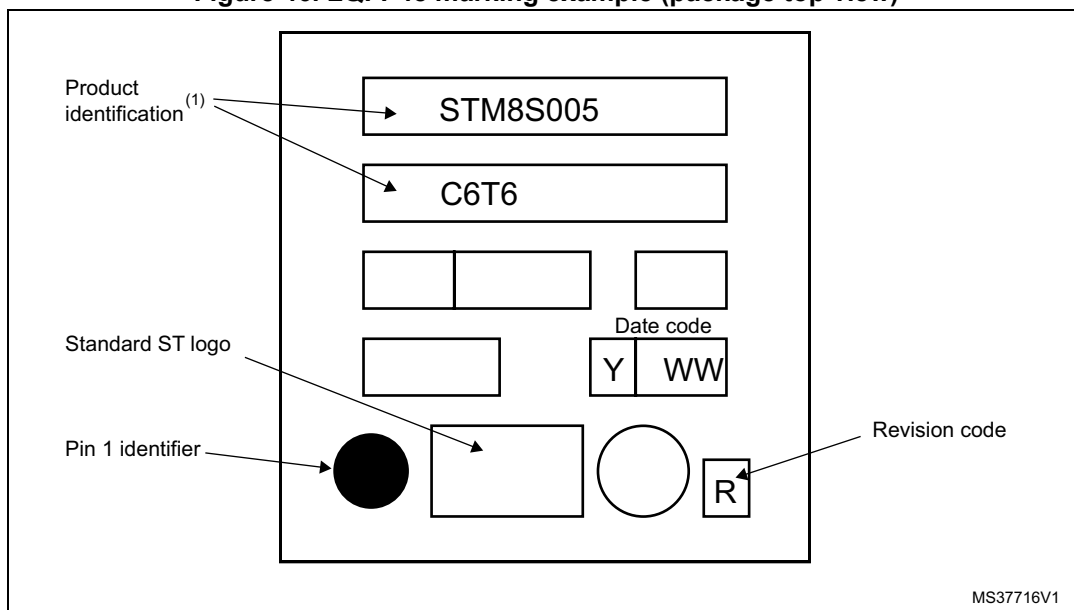 Product
identification (1)
STM8S005
C6T6
Date code
Standard ST logo
Y WW
Pin 1 identifier
Revision code
R
MS37716V1